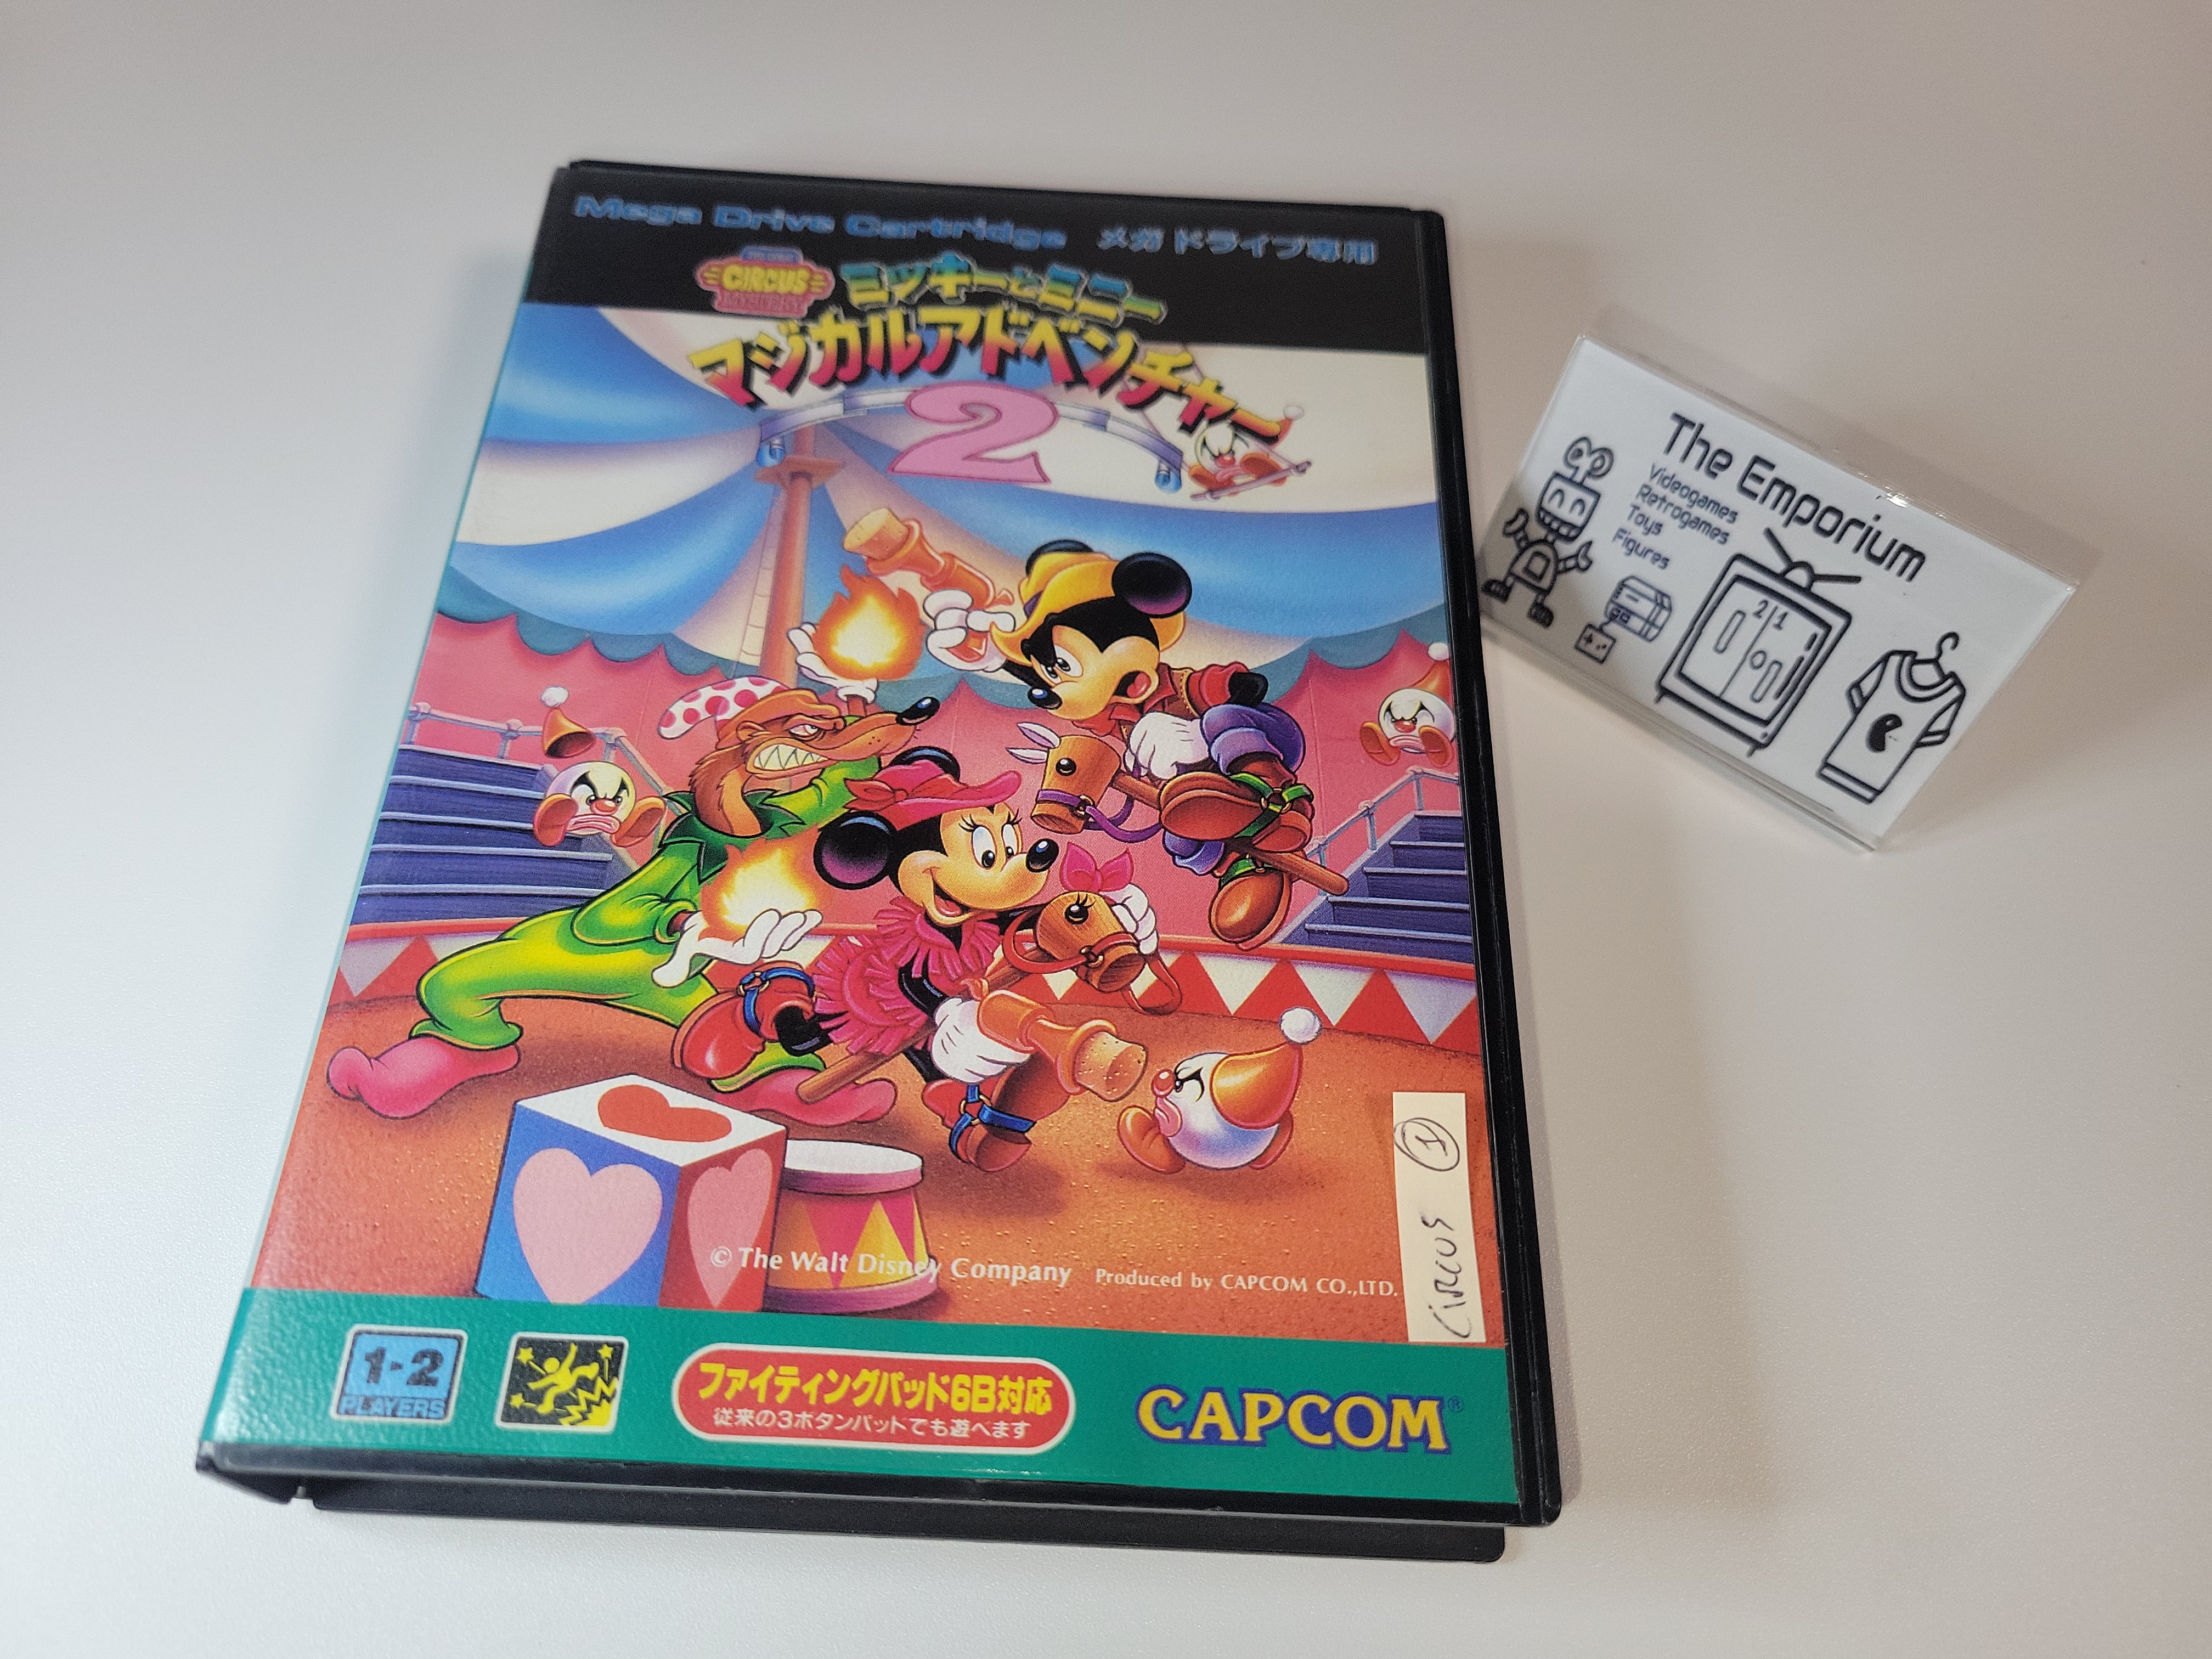 Mega Drive Cartridge メガドライブ専用
CIRCUS
ミッキーとミニー
マジカルアドベンチャー
2
The Emporium
Videogames
Retrogames
Toys
Figures
2 1
CIRCUS 1
© The Walt Disney Company Produced by CAPCOM CO.,LTD.
1-2
PLAYERS
ファイティングパッド6B対応
従来の3ボタンパットでも遊べます
CAPCOM®